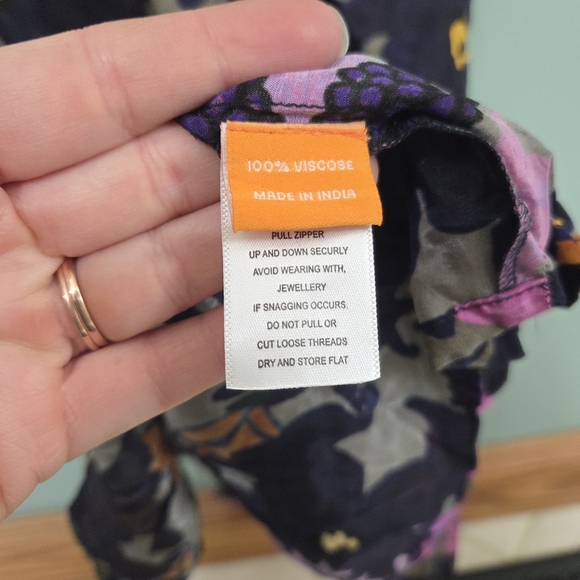 100% VISCOSE
MADE IN INDIA
PULL ZIPPER
UP AND DOWN SECURLY
AVOID WEARING WITH,
JEWELLERY
IF SNAGGING OCCURS.
DO NOT PULL OR
CUT LOOSE THREADS
DRY AND STORE FLAT